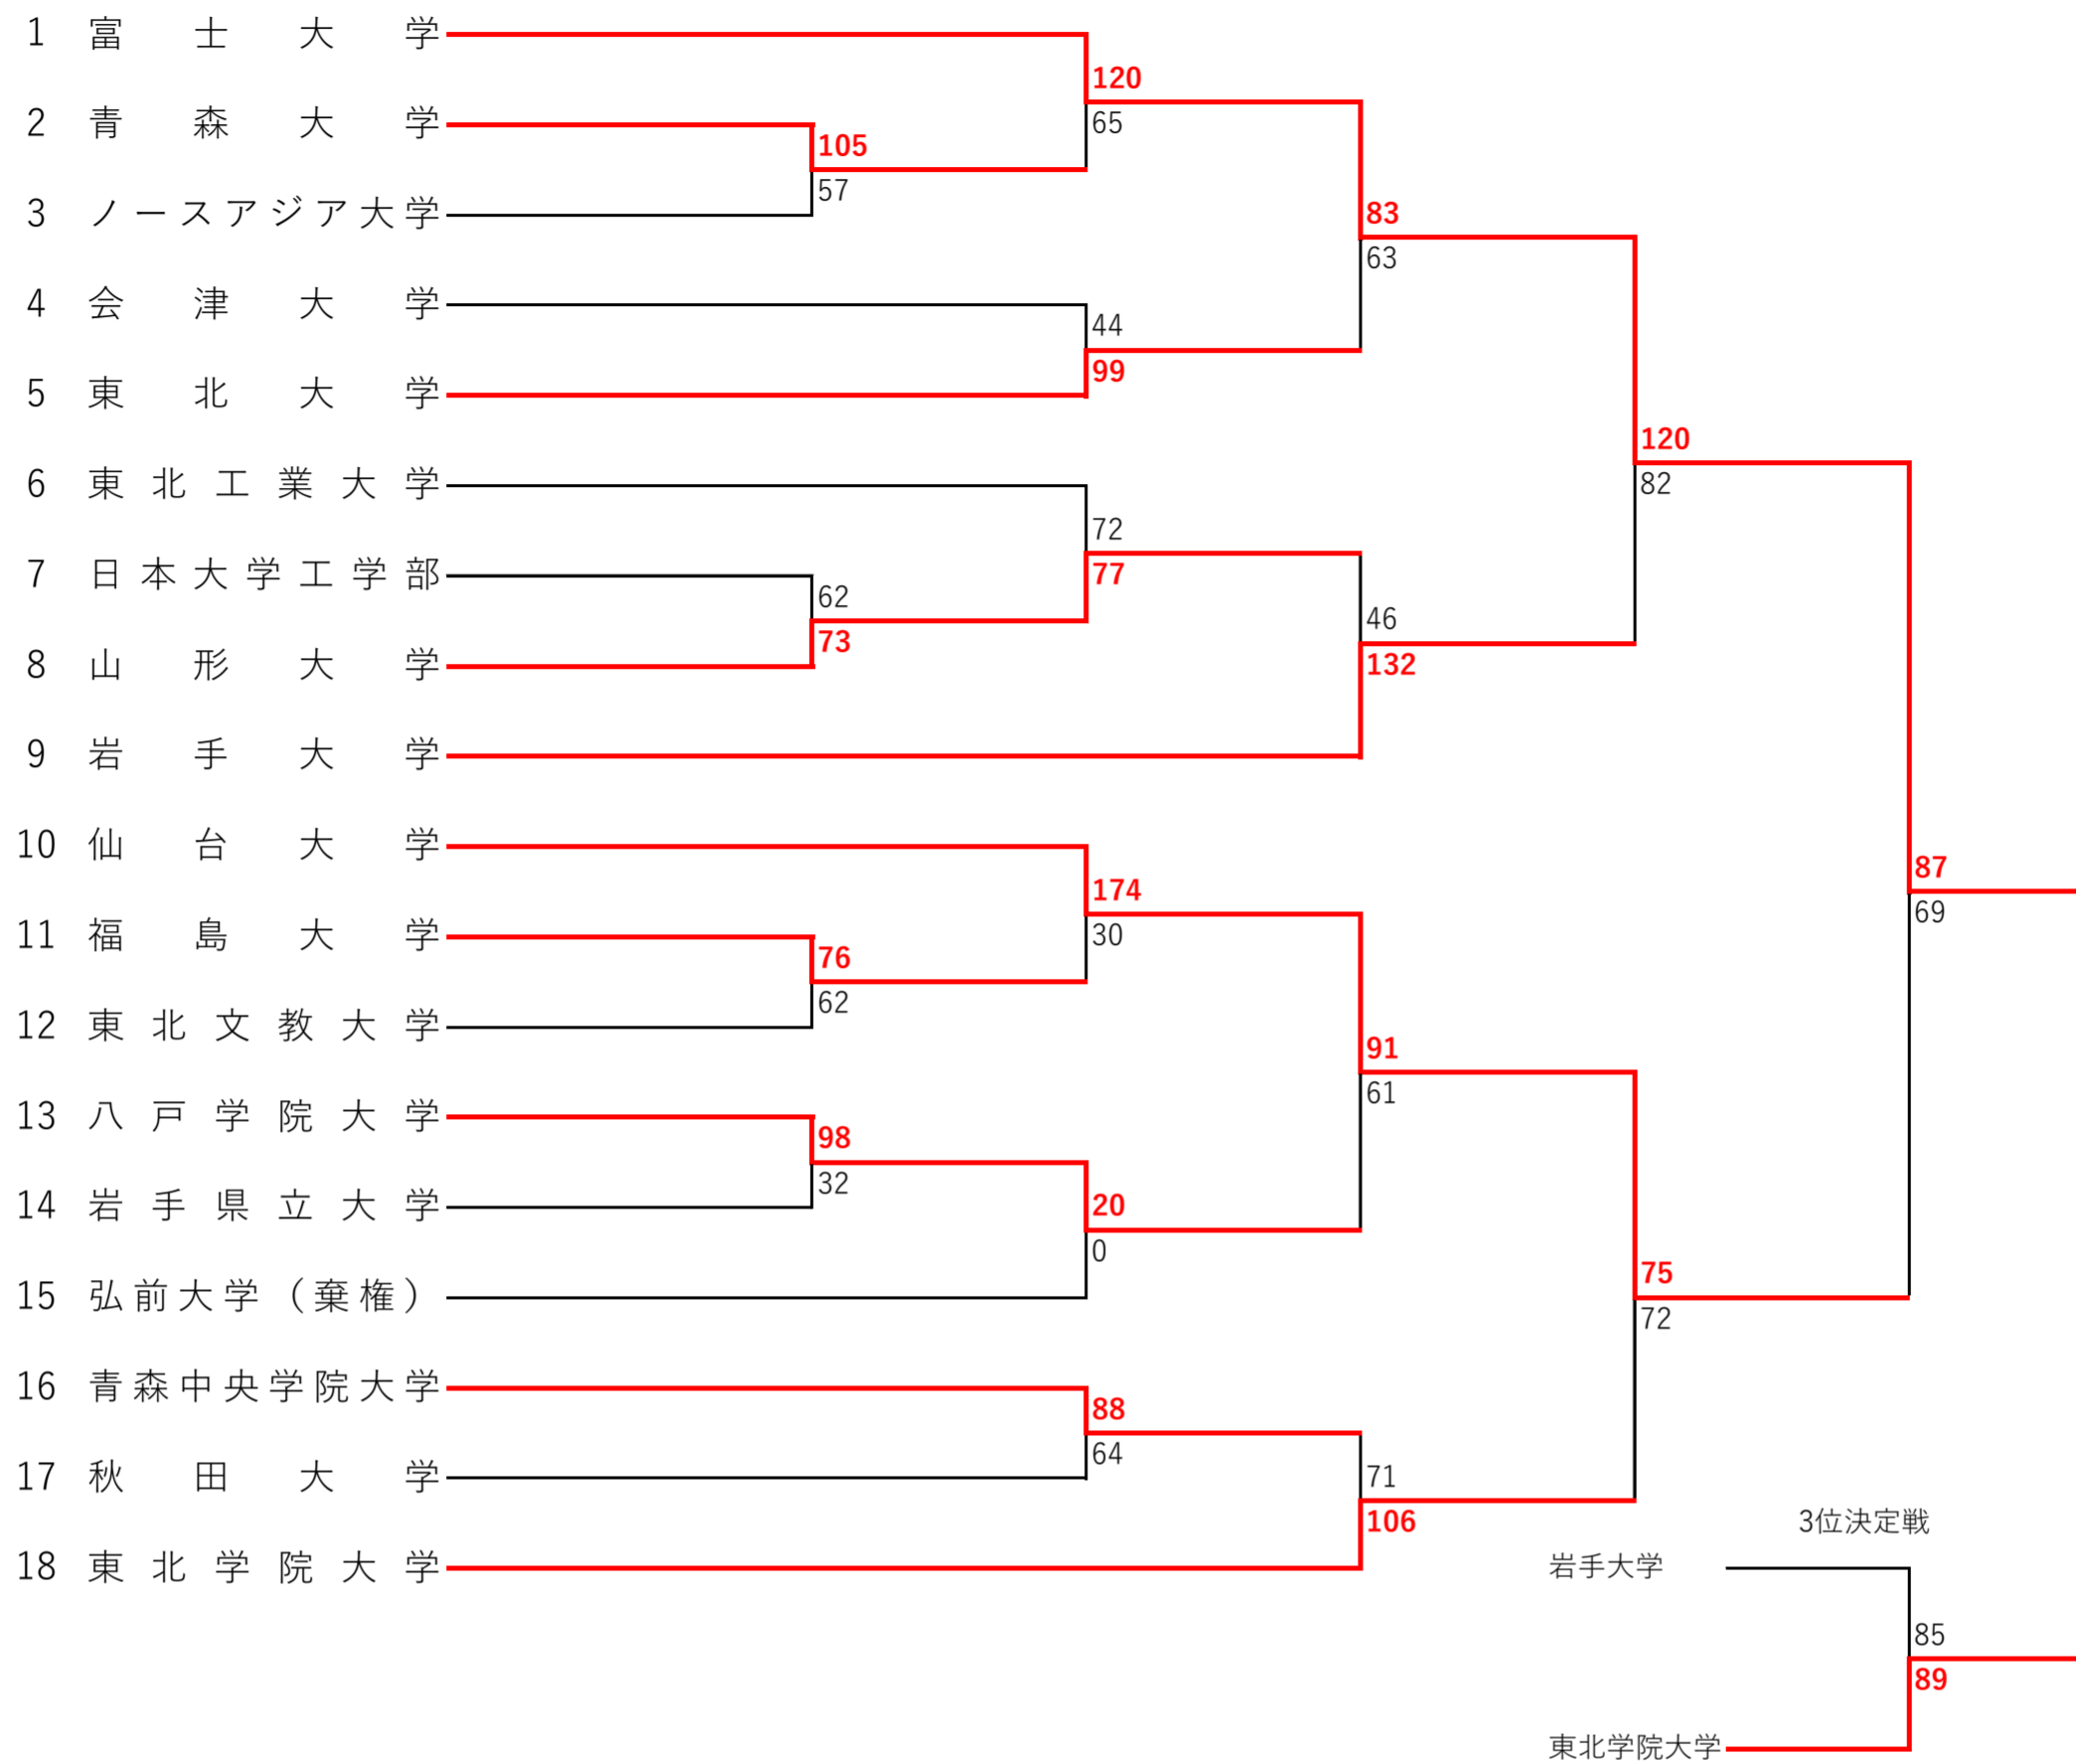 1 富士大学
120
2 青森大学
65
105
57
3 ノースアジア大学
83
63
4 会津大学
44
99
5 東北大学
120
82
6 東北工業大学
72
77
7 日本大学工学部
62
73
46
132
8 山形大学
9 岩手大学
10 仙台大学
174
30
87
69
11 福島大学
76
62
12 東北文教大学
91
61
13 八戸学院大学
98
32
14 岩手県立大学
20
0
15 弘前大学(棄権)
75
72
16 青森中央学院大学
88
64
17 秋田大学
71
106
18 東北学院大学
3位決定戦
岩手大学
85
89
東北学院大学